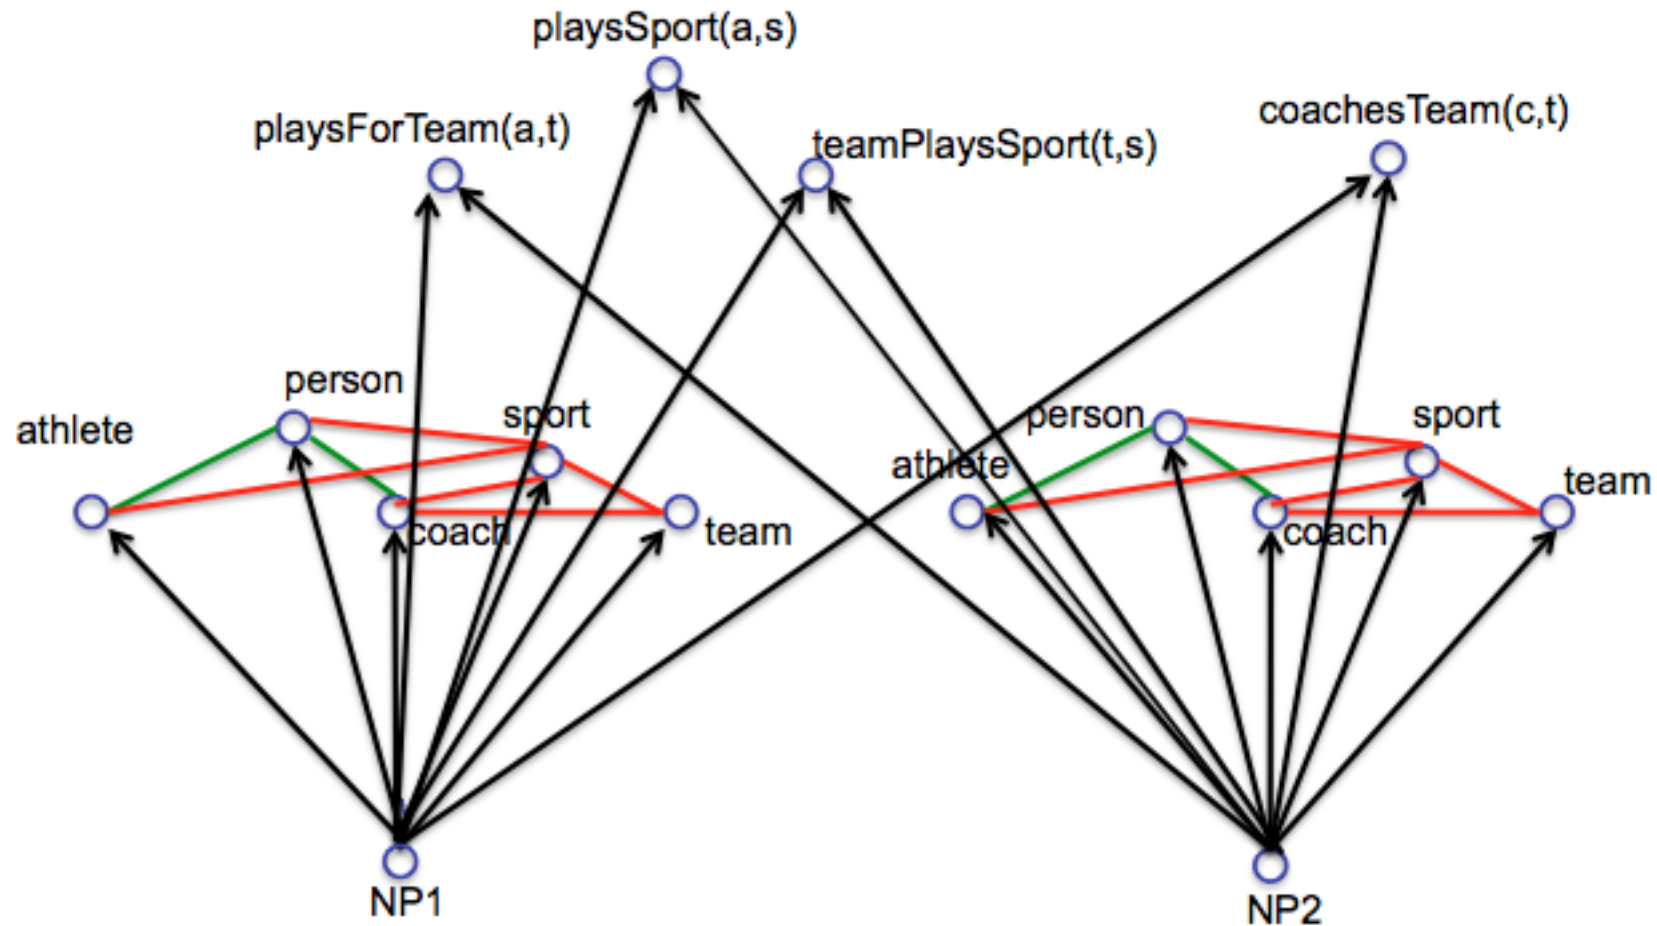 playsSport(a,s)
playsForTeam(a,t)
teamPlaysSport(t,s)
coachesTeam(c,t)
person
athlete
sport
coach
team
person
athlete
sport
coach
team
NP1
NP2